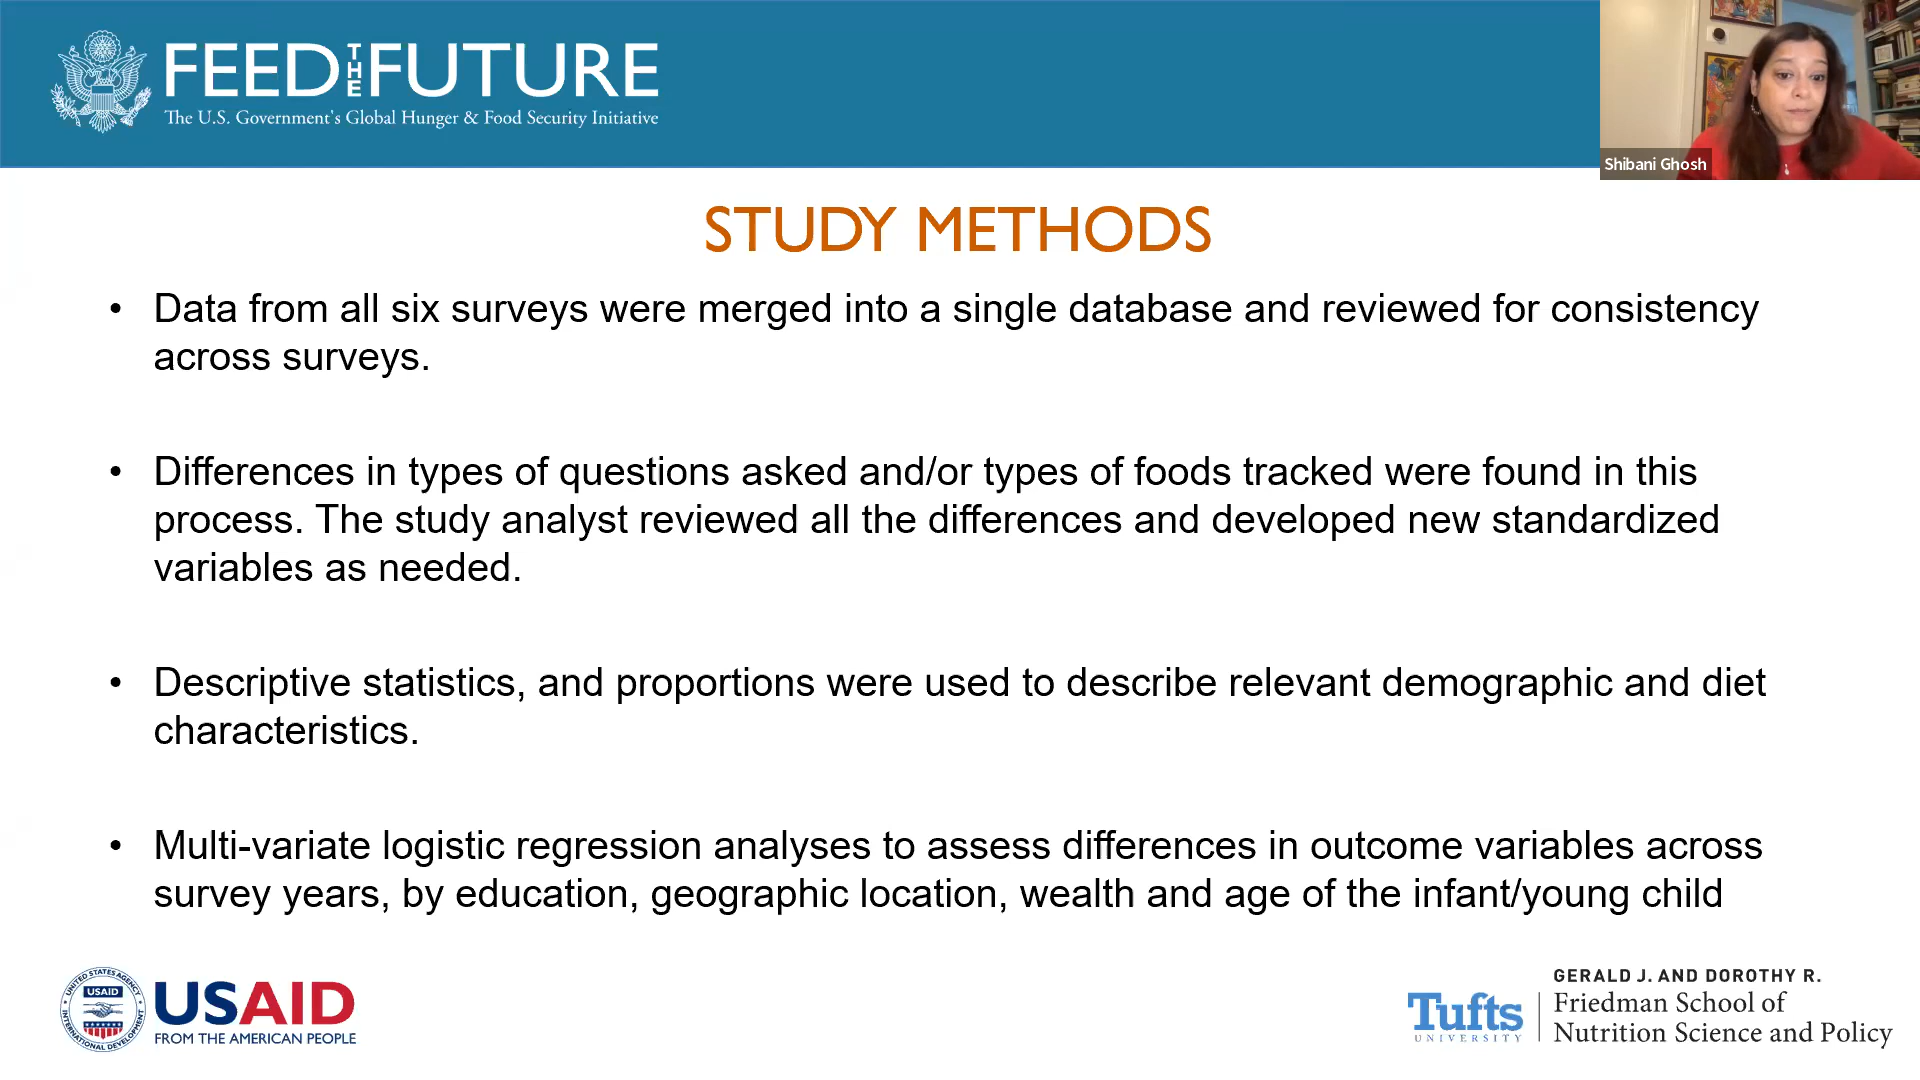 FEED THE FUTURE
The U.S. Government's Global Hunger & Food Security Initiative
Shibani Ghosh
STUDY METHODS
• Data from all six surveys were merged into a single database and reviewed for consistency
across surveys.
• Differences in types of questions asked and/or types of foods tracked were found in this
process. The study analyst reviewed all the differences and developed new standardized
variables as needed.
• Descriptive statistics, and proportions were used to describe relevant demographic and diet
characteristics.
• Multi-variate logistic regression analyses to assess differences in outcome variables across
survey years, by education, geographic location, wealth and age of the infant/young child
UNITED STATES AGENCY
USAID
INTERNATIONAL DEVELOPMENT
USAID
FROM THE AMERICAN PEOPLE
Tufts
UNIVERSITY
GERALD J. AND DOROTHY R.
Friedman School of
Nutrition Science and Policy